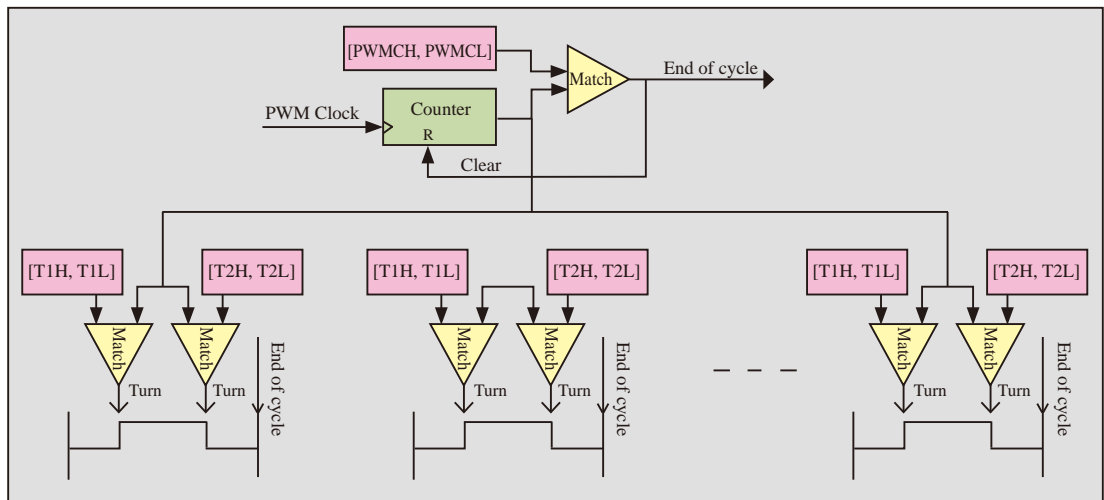 [PWMCH, PWMCL]
Match
End of cycle
PWM Clock
Counter
R
Clear
[T1H, T1L]
[T2H, T2L]
[T1H, T1L]
[T2H, T2L]
[T1H, T1L]
[T2H, T2L]
Match
Match
End of cycle
Match
Match
End of cycle
Match
Match
End of cycle
Turn
Turn
Turn
Turn
Turn
Turn